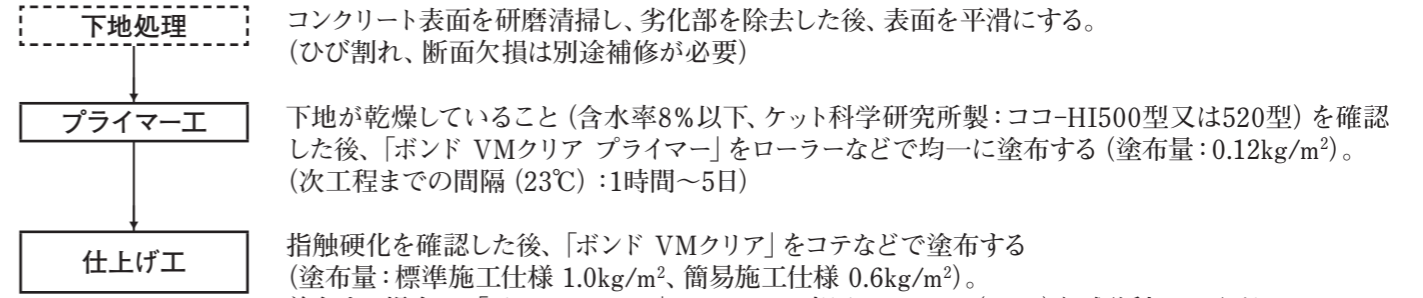 下地処理
コンクリート表面を研磨清掃し、劣化部を除去した後、表面を平滑にする。
(ひび割れ、断面欠損は別途補修が必要)
プライマー工
下地が乾燥していること(含水率8%以下、ケット科学研究所製:ココ-HI500型又は520型)を確認
した後、「ボンド VMクリア プライマー」をローラーなどで均一に塗布する(塗布量:0.12kg/m²)。
(次工程までの間隔(23℃):1時間～5日)
仕上げ工
指触硬化を確認した後、「ボンド VMクリア」をコテなどで塗布する
(塗布量:標準施工仕様 1.0kg/m²、簡易施工仕様 0.6kg/m²)。